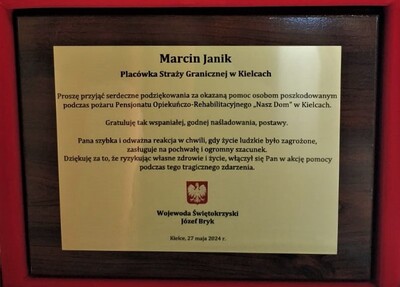 Marcin Janik
Placówka Straży Granicznej w Kielcach
Proszę przyjąć serdeczne podziękowania za okazaną pomoc osobom poszkodowanym
podczas pożaru Pensjonatu Opiekuńczo-Rehabilitacyjnego „Nasz Dom” w Kielcach.
Gratuluję tak wspaniałej, godnej naśladowania, postawy.
Pana szybka i odważna reakcja w chwili, gdy życie ludzkie było zagrożone,
zasługuje na pochwałę i ogromny szacunek.
Dziękuję za to, że ryzykując własne zdrowie i życie, włączył się Pan w akcję pomocy
podczas tego tragicznego zdarzenia.
Wojewoda Świętokrzyski
Józef Bryk
Kielce, 27 maja 2024 r.